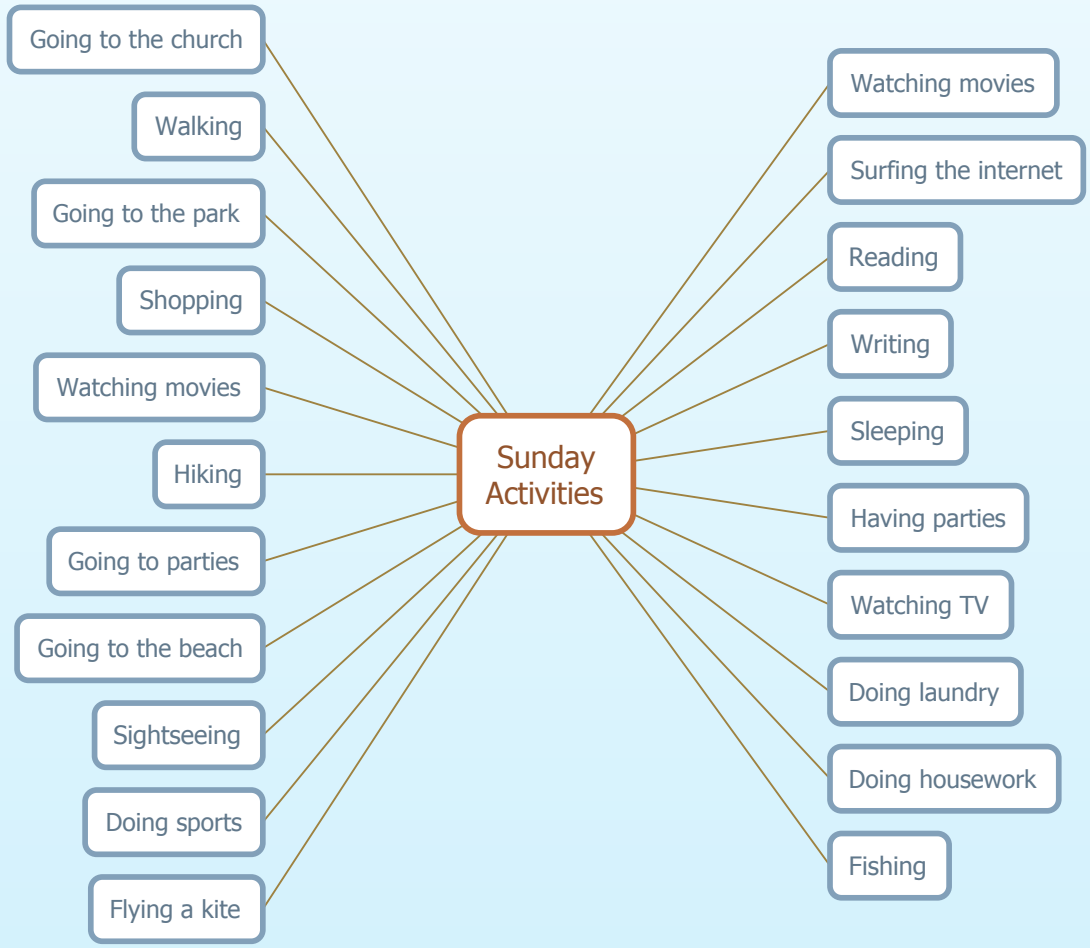 Going to the church
Walking
Going to the park
Shopping
Watching movies
Hiking
Going to parties
Going to the beach
Sightseeing
Doing sports
Flying a kite
Sunday
Activities
Watching movies
Surfing the internet
Reading
Writing
Sleeping
Having parties
Watching TV
Doing laundry
Doing housework
Fishing